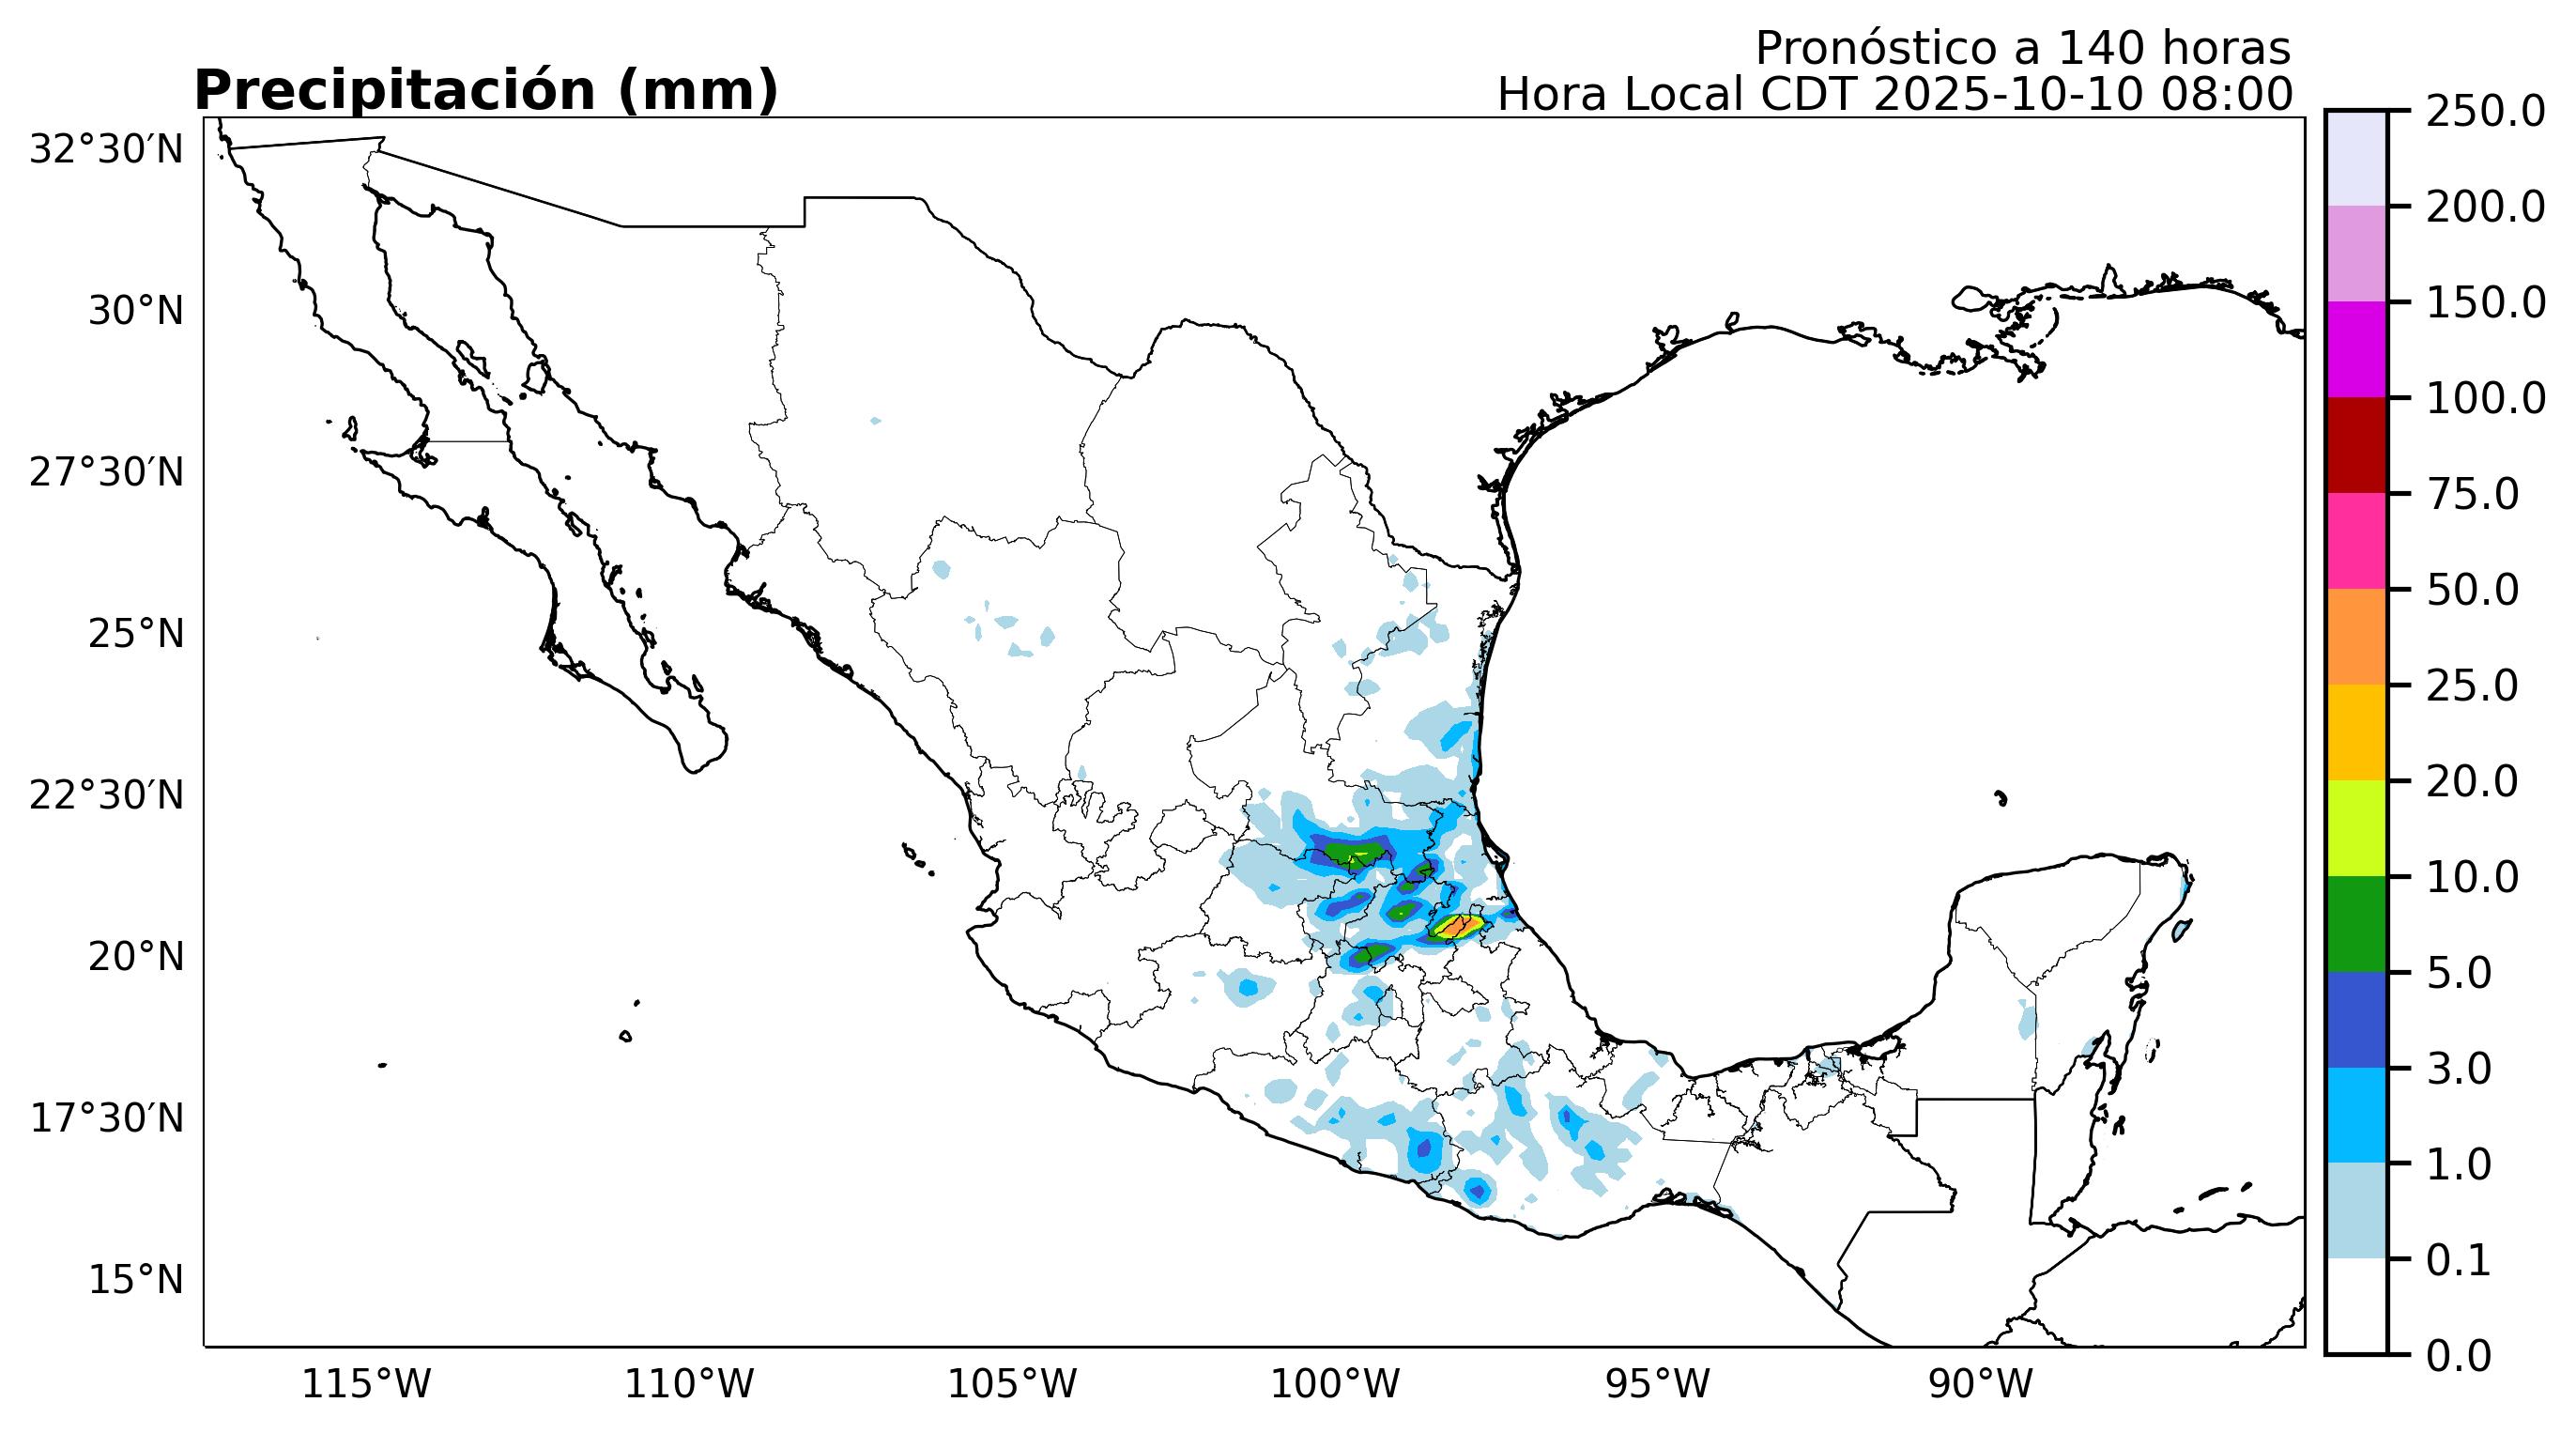 Pronóstico a 140 horas
Precipitación (mm)
Hora Local CDT 2025-10-10 08:00
32°30′N
30°N
27°30′N
25°N
22°30′N
20°N
17°30′N
15°N
115°W
110°W
105°W
100°W
95°W
90°W
250.0
200.0
150.0
100.0
75.0
50.0
25.0
20.0
10.0
5.0
3.0
1.0
0.1
0.0